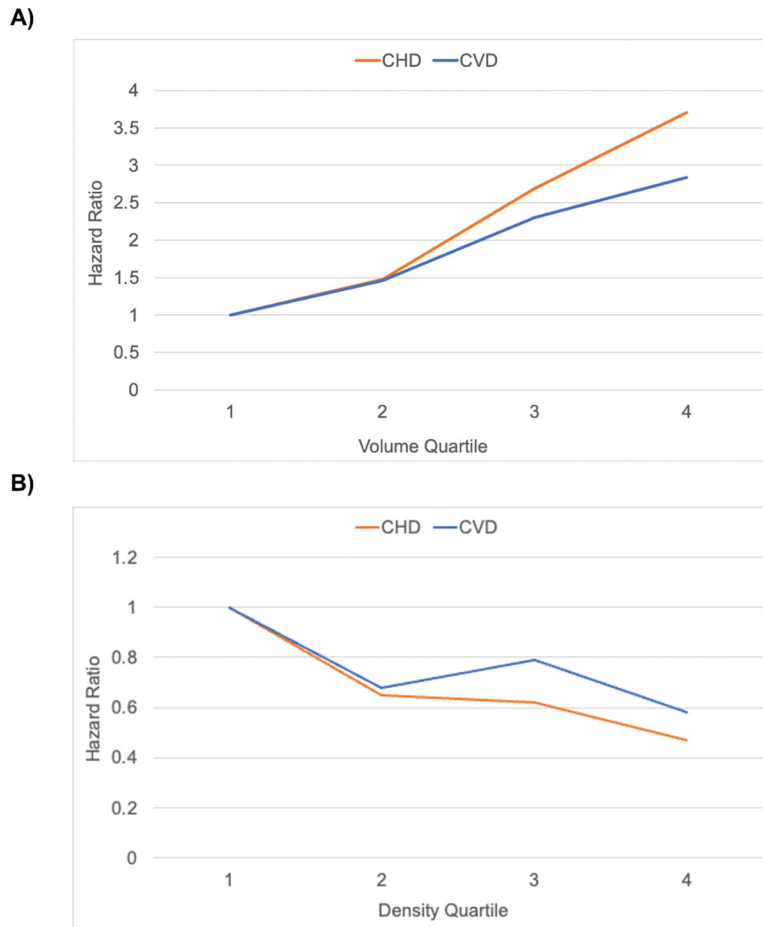 A)
CHD CVD
4
3.5
3
2.5
2
1.5
1
0.5
0
Hazard Ratio
1 2 3 4
Volume Quartile
B)
CHD CVD
1.2
1
0.8
0.6
0.4
0.2
0
Hazard Ratio
1 2 3 4
Density Quartile